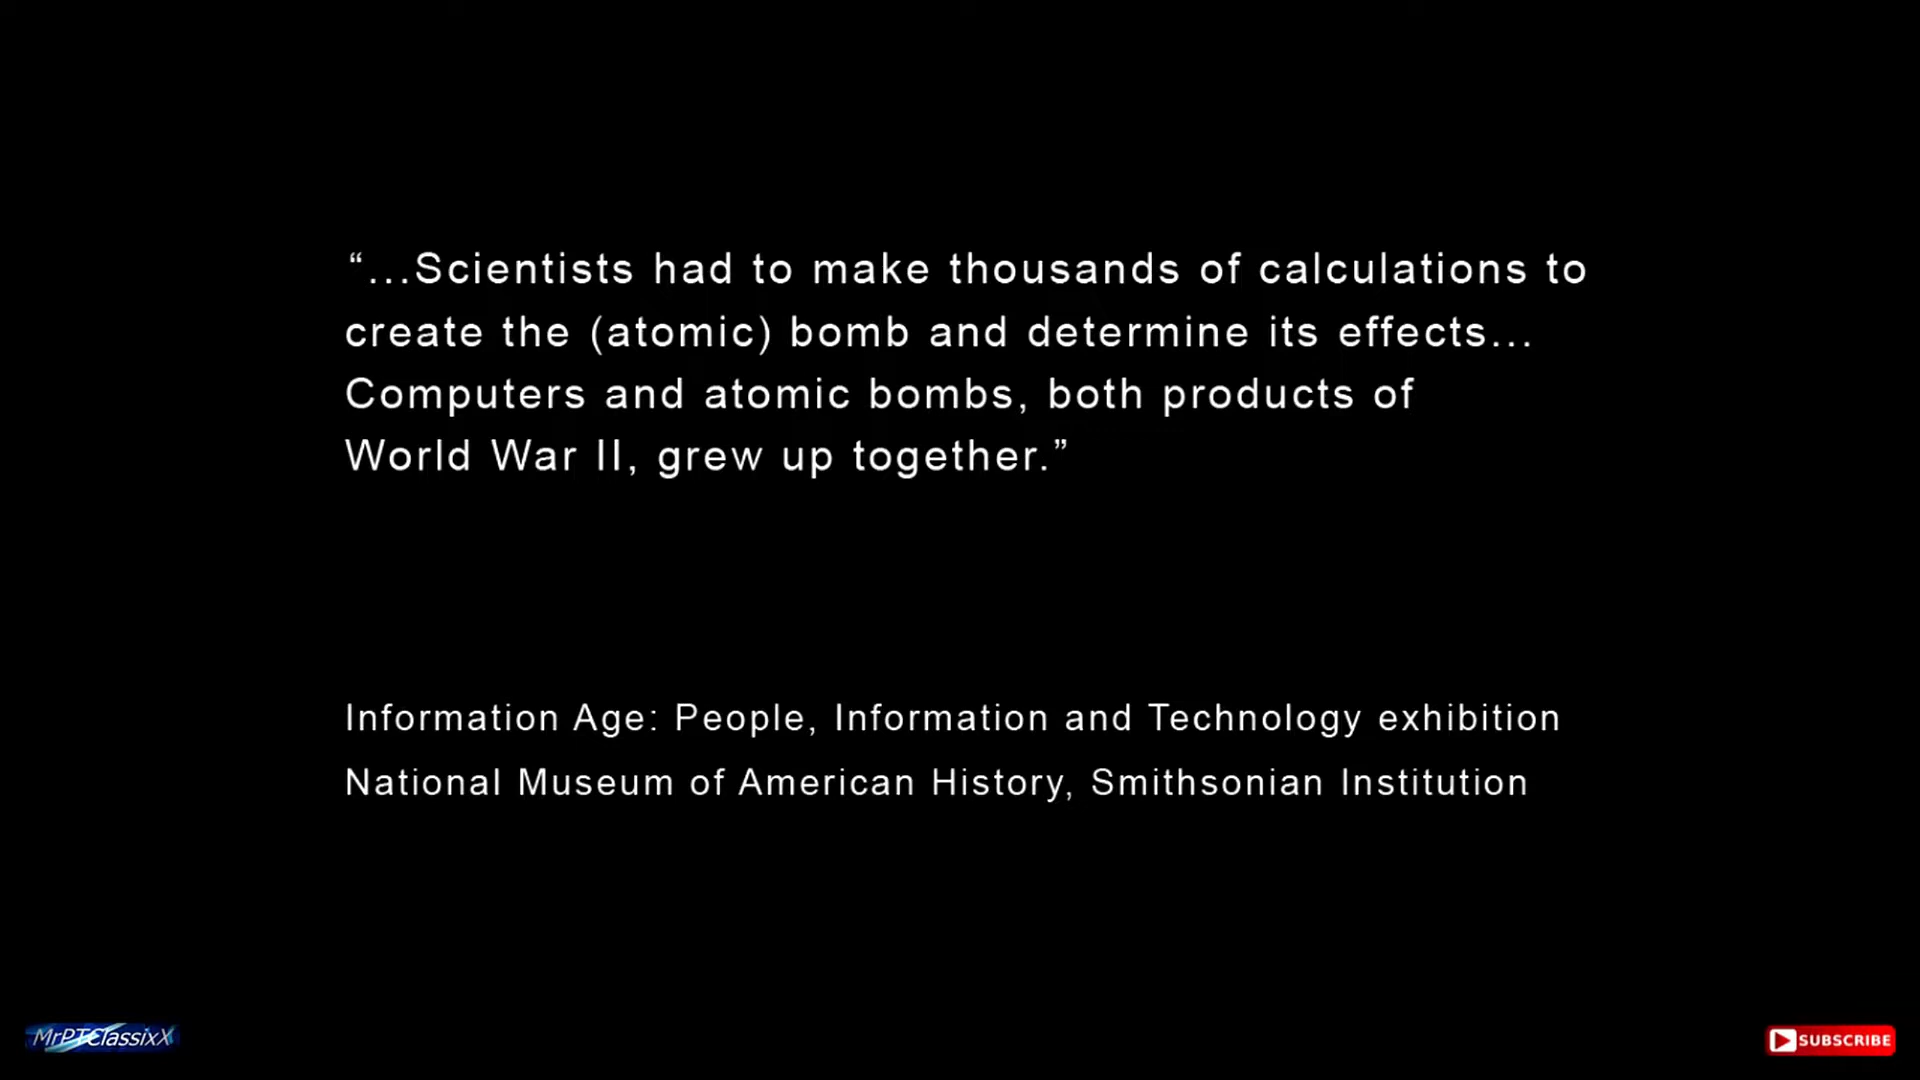 “...Scientists had to make thousands of calculations to
create the (atomic) bomb and determine its effects...
Computers and atomic bombs, both products of
World War II, grew up together.”
Information Age: People, Information and Technology exhibition
National Museum of American History, Smithsonian Institution
MrPTClassixX
SUBSCRIBE